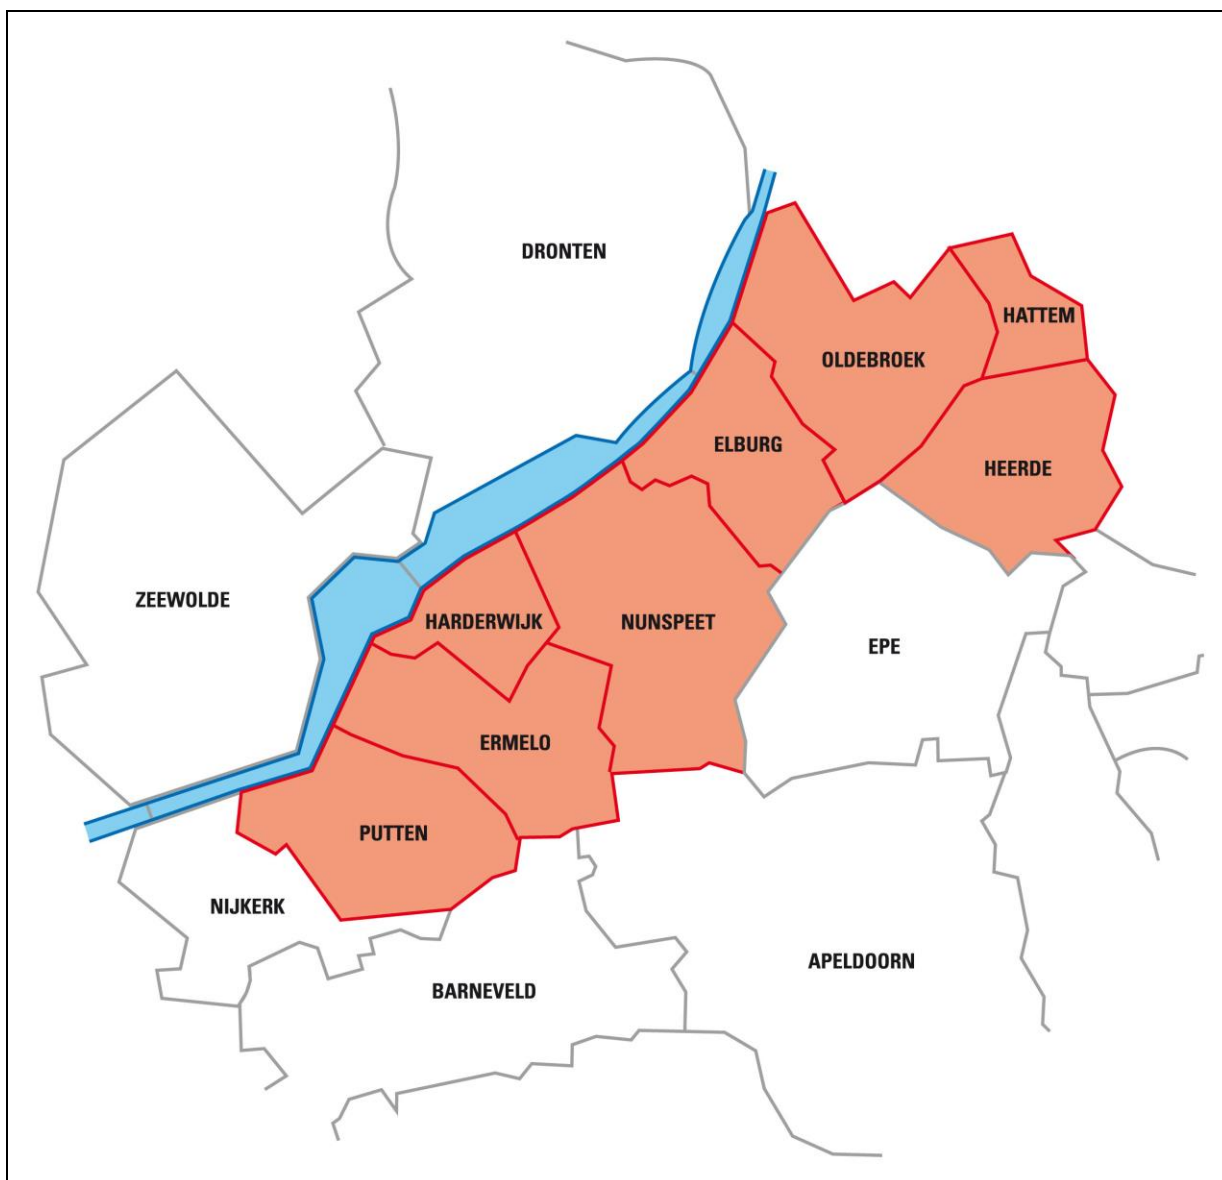 DRONTEN
HATTEM
OLDEBROEK
ELBURG
HEERDE
ZEEWOLDE
HARDERWIJK
NUNSPEET
EPE
ERMELO
PUTTEN
NIJKERK
APELDOORN
BARNEVELD